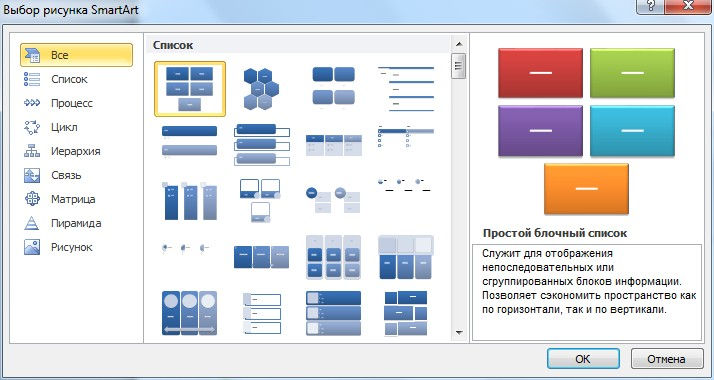 Выбор рисунка SmartArt
Все
Список
Процесс
Цикл
Иерархия
Связь
Матрица
Пирамида
Рисунок
Список
Простой блочный список
Служит для отображения
непоследовательных или
сгруппированных блоков информации.
Позволяет сэкономить пространство как
по горизонтали, так и по вертикали.
ОК
Отмена